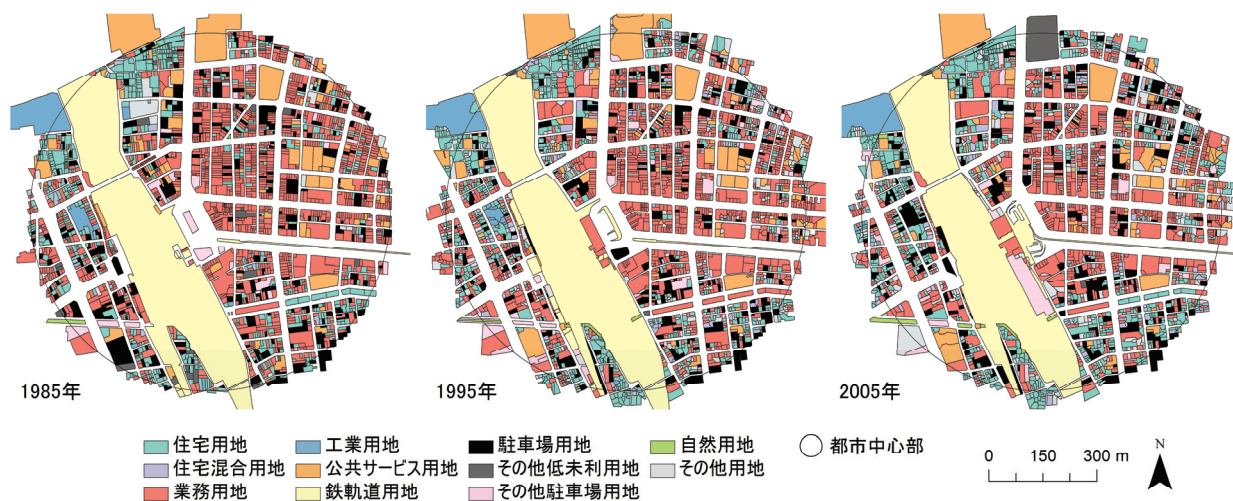 1985年
1995年
2005年
住宅用地
工業用地
駐車場用地
自然用地
都市中心部
住宅混合用地
公共サービス用地
その他低未利用地
その他用地
業務用地
鉄軌道用地
その他駐車場用地
0 150 300 m
N